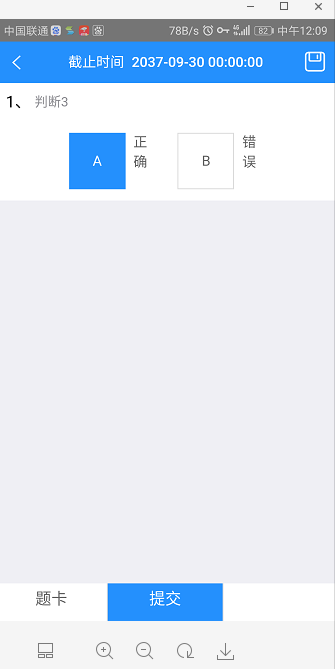 中国联通 78B/s 82 中午12:09
截止时间 2037-09-30 00:00:00
1、 判断3
A 正确 B 错误
题卡 提交